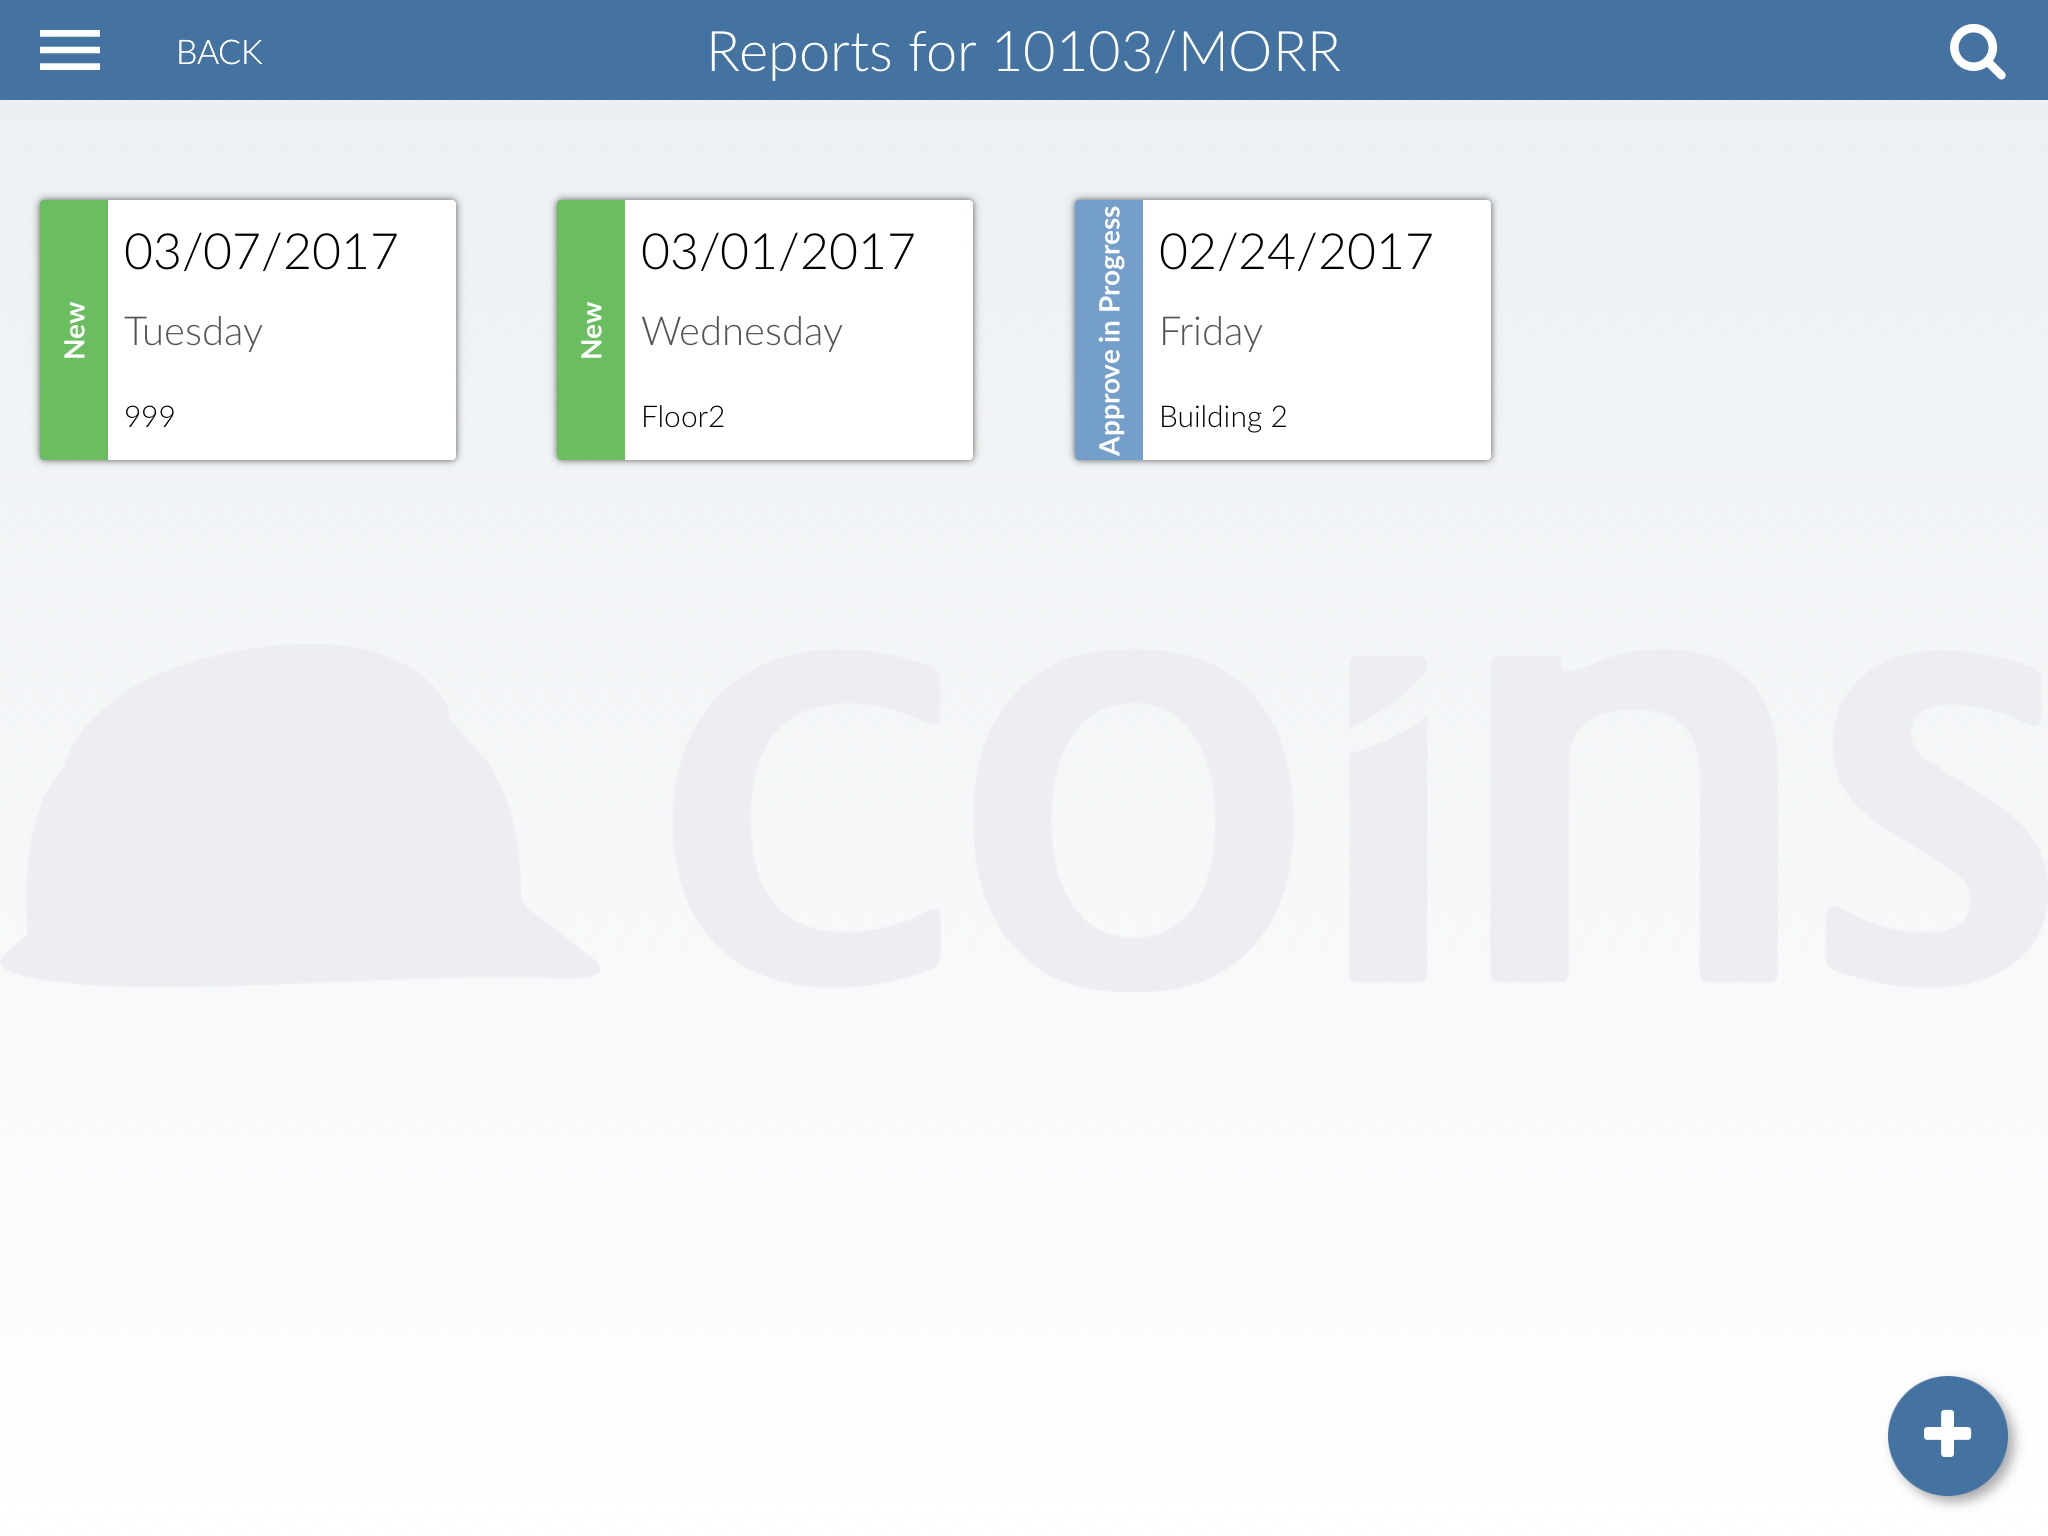 BACK
Reports for 10103/MORR
New
03/07/2017
Tuesday
999
New
03/01/2017
Wednesday
Floor2
Approve in Progress
02/24/2017
Friday
Building 2
coins